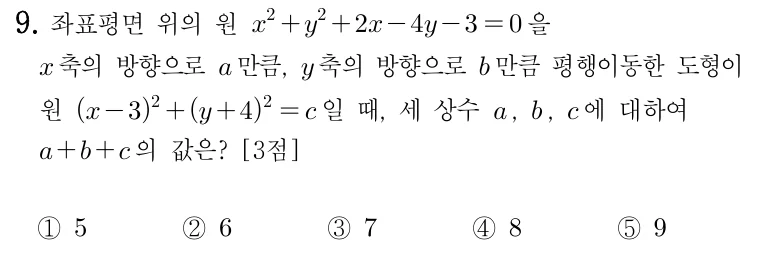 9. 좌표평면 위의 원 x²+y²+2x−4y−3=0을
x축의 방향으로 a만큼, y축의 방향으로 b만큼 평행이동한 도형이
원 (x−3)²+(y+4)²=c일 때, 세 상수 a, b, c에 대하여
a+b+c의 값은? [3점]
① 5 ② 6 ③ 7 ④ 8 ⑤ 9